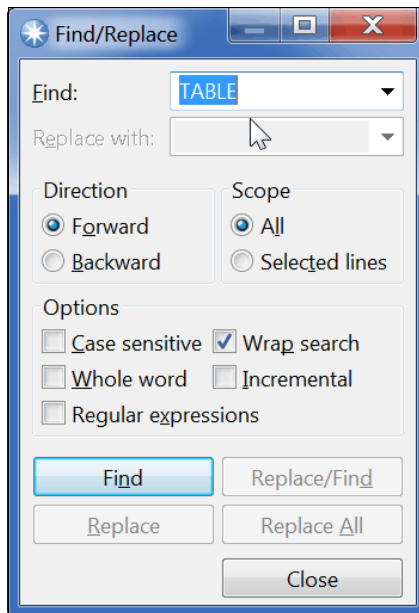 Find/Replace
Find: TABLE
Replace with:
Direction Scope
Forward All
Backward Selected lines
Options
Case sensitive Wrap search
Whole word Incremental
Regular expressions
Find Replace/Find
Replace Replace All
Close